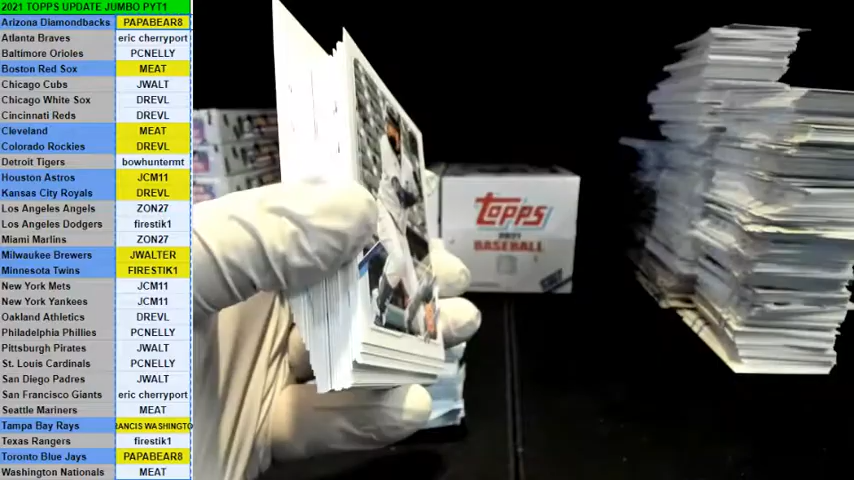 2021 TOPPS UPDATE JUMBO PYT1
Arizona Diamondbacks PAPABEAR8
Atlanta Braves eric cherryport
Baltimore Orioles PCNELLY
Boston Red Sox MEAT
Chicago Cubs JWALT
Chicago White Sox DREVL
Cincinnati Reds DREVL
Cleveland MEAT
Colorado Rockies DREVL
Detroit Tigers bowhuntermt
Houston Astros JCM11
Kansas City Royals DREVL
Los Angeles Angels ZON27
Los Angeles Dodgers firestik1
Miami Marlins ZON27
Milwaukee Brewers JWALTER
Minnesota Twins FIRESTIK1
New York Mets JCM11
New York Yankees JCM11
Oakland Athletics DREVL
Philadelphia Phillies PCNELLY
Pittsburgh Pirates JWALT
St. Louis Cardinals PCNELLY
San Diego Padres JWALT
San Francisco Giants eric cherryport
Seattle Mariners MEAT
Tampa Bay Rays RANCIS WASHINGTO
Texas Rangers firestik1
Toronto Blue Jays PAPABEAR8
Washington Nationals MEAT
TOPPS
2021
BASEBALL